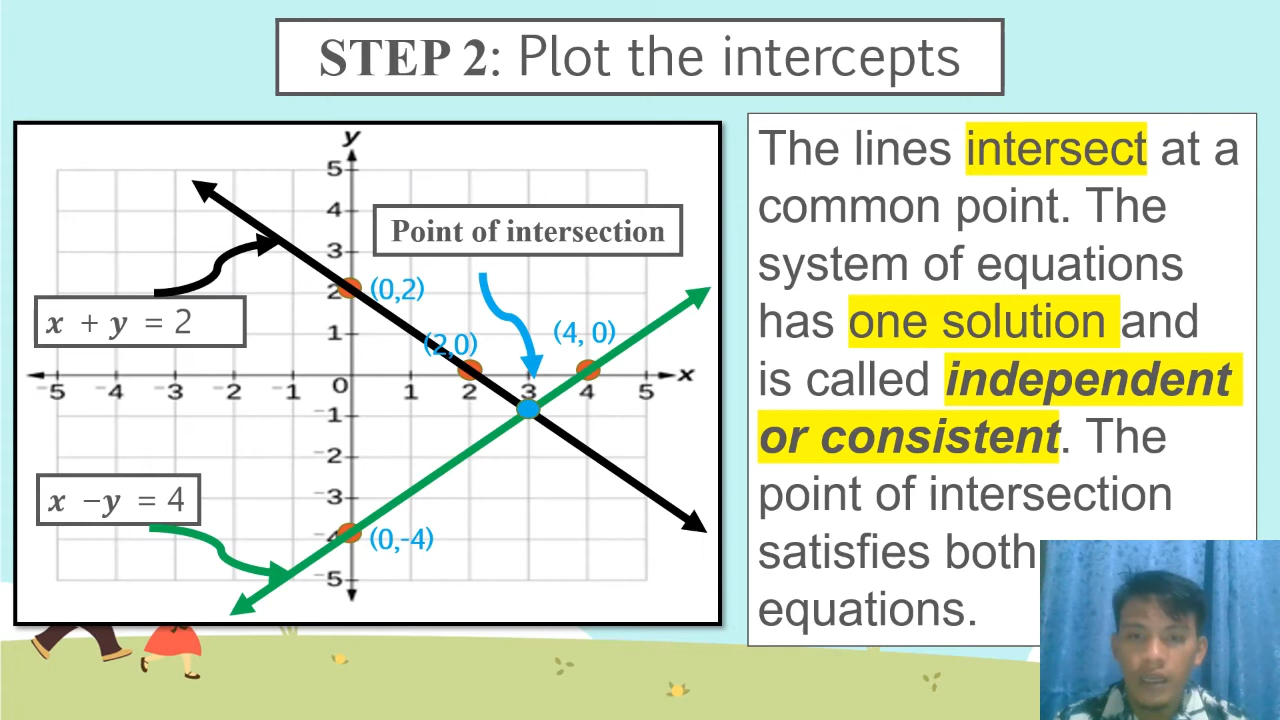 STEP 2: Plot the intercepts
y
5
4
Point of intersection
3
2
(0,2)
x + y = 2
1
(2,0)
(4, 0)
-5 -4 -3 -2 -1 0 1 2 3 4 5 x
-1
-2
-3
x -y = 4
-4
(0,-4)
-5
The lines intersect at a
common point. The
system of equations
has one solution and
is called independent
or consistent. The
point of intersection
satisfies both
equations.